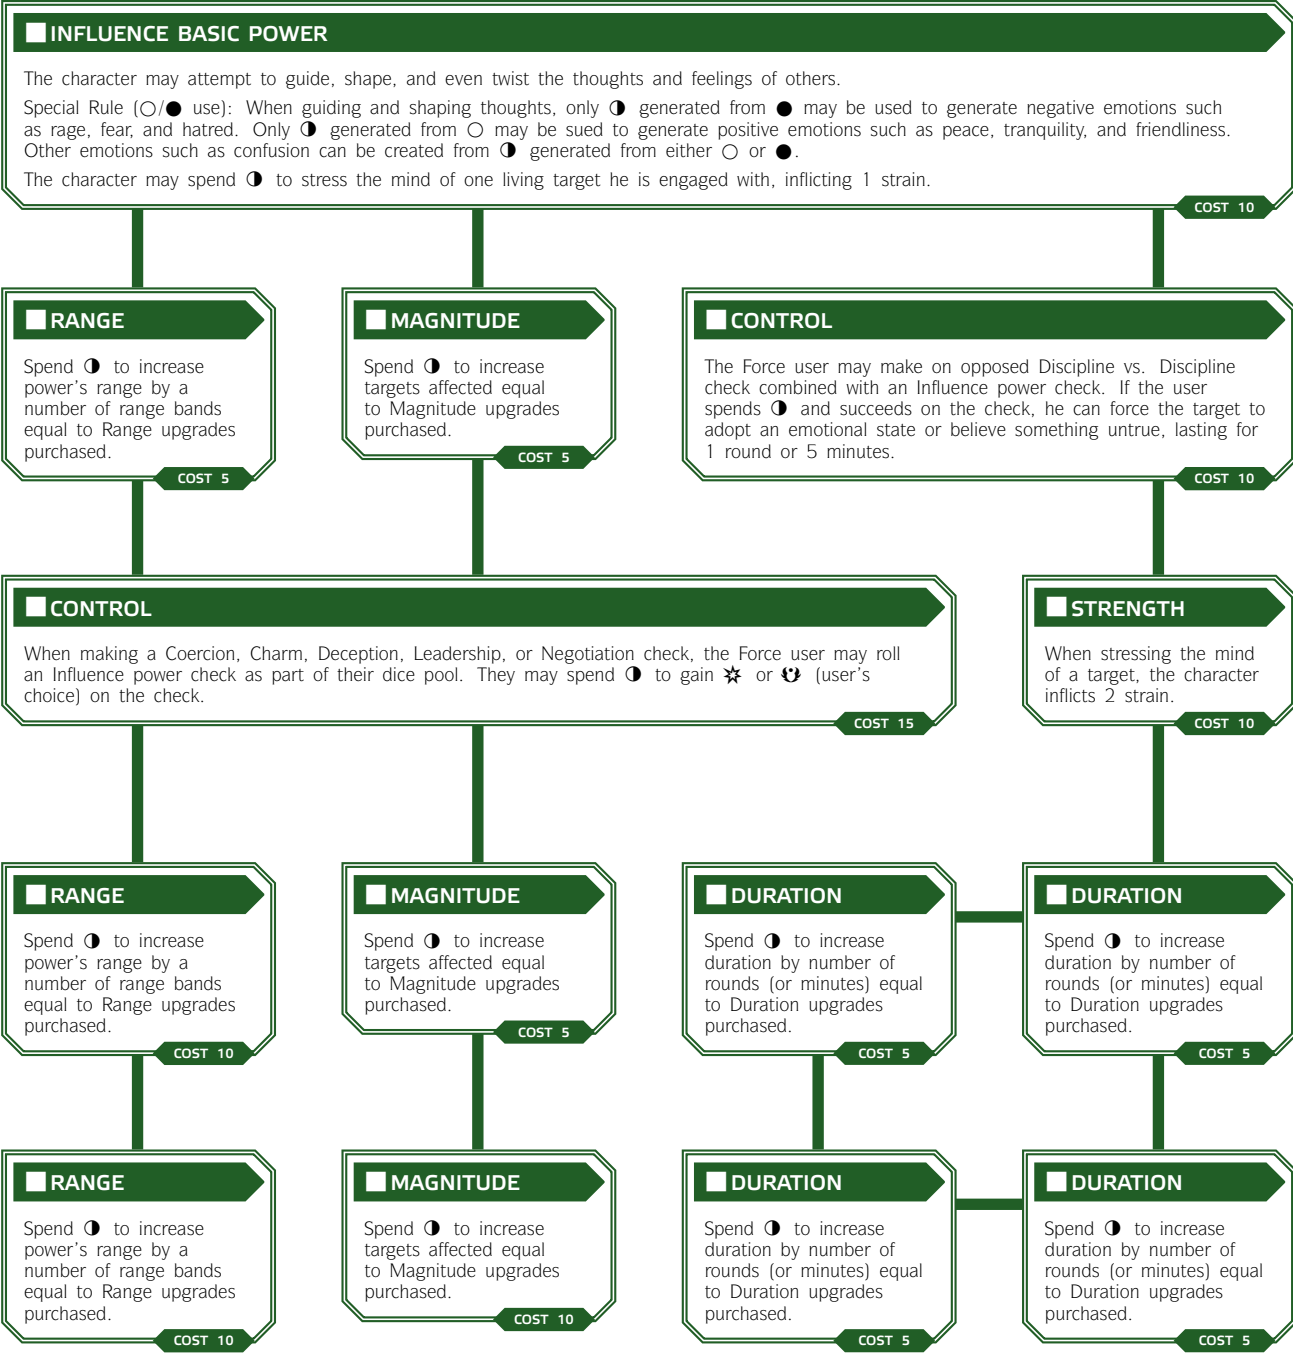 INFLUENCE BASIC POWER
The character may attempt to guide, shape, and even twist the thoughts and feelings of others.
Special Rule (○/● use): When guiding and shaping thoughts, only ◑ generated from ● may be used to generate negative emotions such
as rage, fear, and hatred. Only ◑ generated from ○ may be sued to generate positive emotions such as peace, tranquility, and friendliness.
Other emotions such as confusion can be created from ◑ generated from either ○ or ●.
The character may spend ◑ to stress the mind of one living target he is engaged with, inflicting 1 strain.
COST 10
RANGE
Spend ◑ to increase
power's range by a
number of range bands
equal to Range upgrades
purchased.
COST 5
MAGNITUDE
Spend ◑ to increase
targets affected equal
to Magnitude upgrades
purchased.
COST 5
CONTROL
The Force user may make on opposed Discipline vs. Discipline
check combined with an Influence power check. If the user
spends ◑ and succeeds on the check, he can force the target to
adopt an emotional state or believe something untrue, lasting for
1 round or 5 minutes.
COST 10
CONTROL
When making a Coercion, Charm, Deception, Leadership, or Negotiation check, the Force user may roll
an Influence power check as part of their dice pool. They may spend ◑ to gain or (user's
choice) on the check.
COST 15
STRENGTH
When stressing the mind
of a target, the character
inflicts 2 strain.
COST 10
RANGE
Spend ◑ to increase
power's range by a
number of range bands
equal to Range upgrades
purchased.
COST 10
MAGNITUDE
Spend ◑ to increase
targets affected equal
to Magnitude upgrades
purchased.
COST 5
DURATION
Spend ◑ to increase
duration by number of
rounds (or minutes) equal
to Duration upgrades
purchased.
COST 5
DURATION
Spend ◑ to increase
duration by number of
rounds (or minutes) equal
to Duration upgrades
purchased.
COST 5
RANGE
Spend ◑ to increase
power's range by a
number of range bands
equal to Range upgrades
purchased.
COST 10
MAGNITUDE
Spend ◑ to increase
targets affected equal
to Magnitude upgrades
purchased.
COST 10
DURATION
Spend ◑ to increase
duration by number of
rounds (or minutes) equal
to Duration upgrades
purchased.
COST 5
DURATION
Spend ◑ to increase
duration by number of
rounds (or minutes) equal
to Duration upgrades
purchased.
COST 5